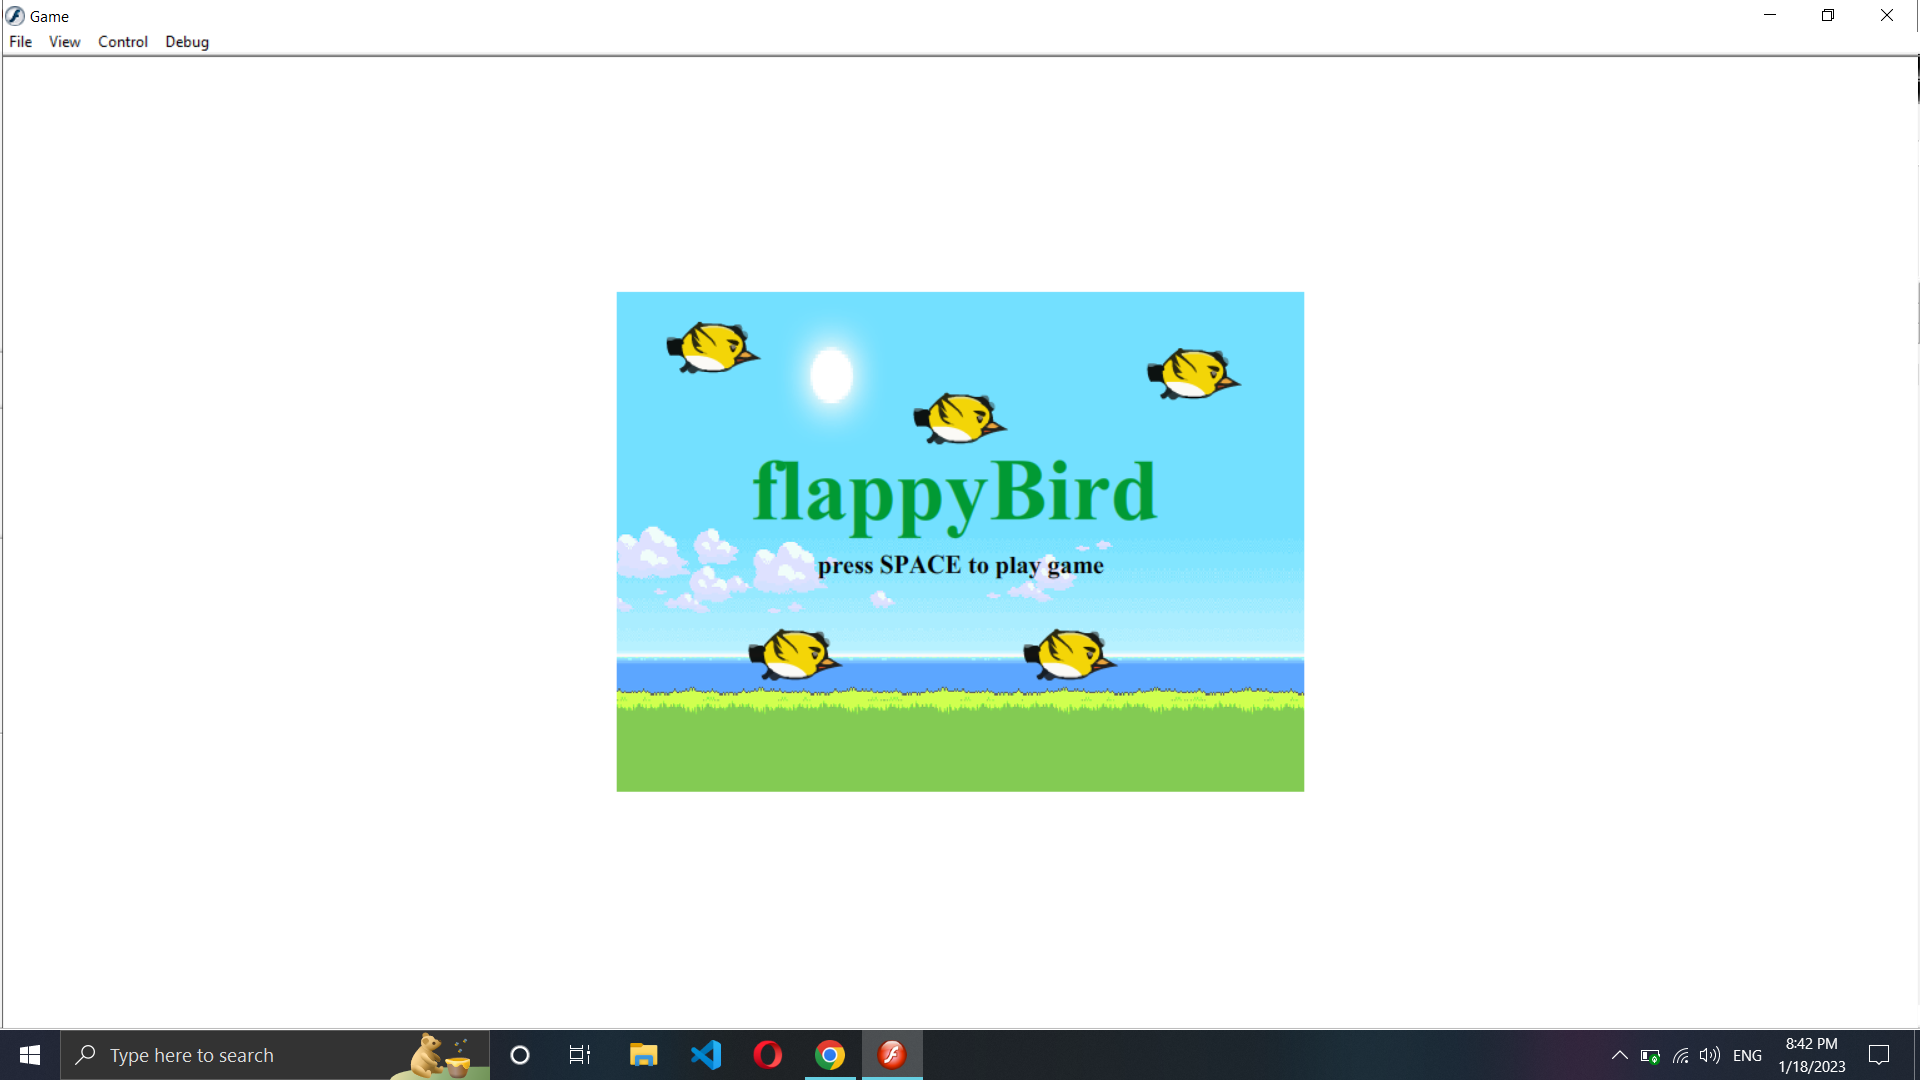 Game
File View Control Debug
flappyBird
press SPACE to play game
Type here to search
ENG
8:42 PM
1/18/2023